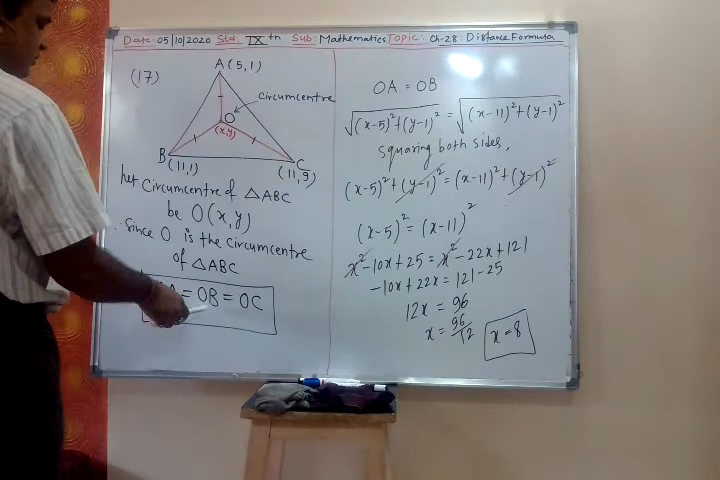 Date: 05/10/2020 Std: IX th Sub: Mathematics Topic: Ch-28: Distance Formula
(17)
A(5,1)
Circumcentre
O
(x,y)
B
(11,1)
C
(11,9)
Let Circumcentre of △ABC
be O(x,y)
Since O is the Circumcentre
of △ABC
= OB = OC
OA = OB
√(x-5)²+(y-1)² = √(x-11)²+(y-1)²
squaring both sides,
(x-5)²+(y-1)² = (x-11)²+(y-1)²
(x-5)² = (x-11)²
x²-10x+25 = x²-22x+121
-10x+22x = 121-25
12x = 96
x = 96/12
x = 8